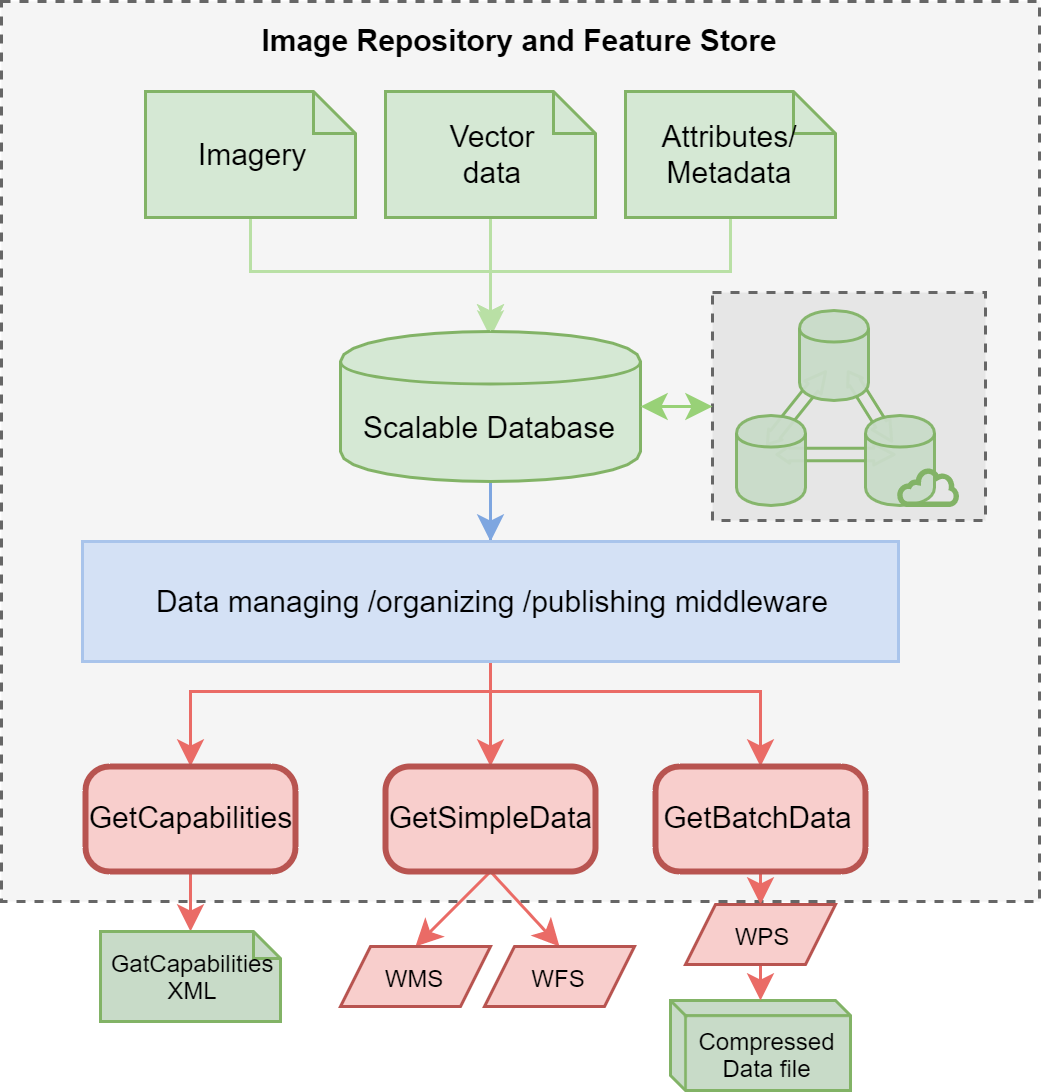 Image Repository and Feature Store
Imagery
Vector
data
Attributes/
Metadata
Scalable Database
Data managing /organizing /publishing middleware
GetCapabilities
GetSimpleData
GetBatchData
GatCapabilities
XML
WMS
WFS
WPS
Compressed
Data file